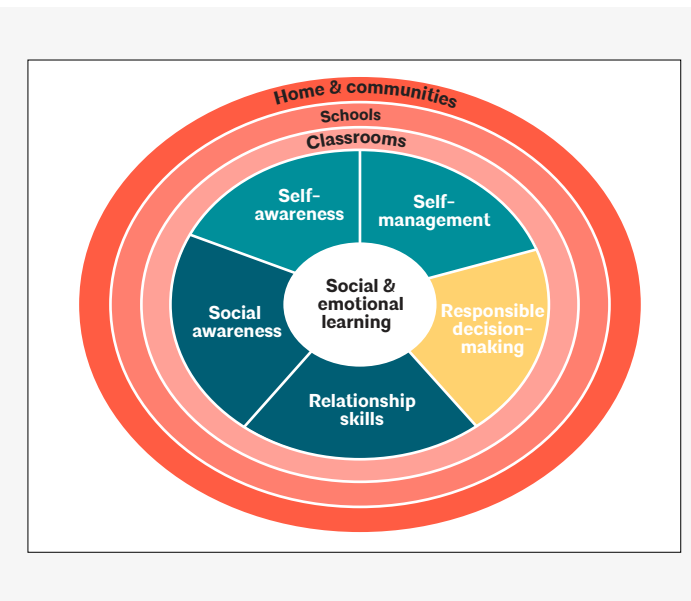 Home & communities
Schools
Classrooms
Self-
awareness
Self-
management
Social &
emotional
learning
Social
awareness
Responsible
decision-
making
Relationship
skills